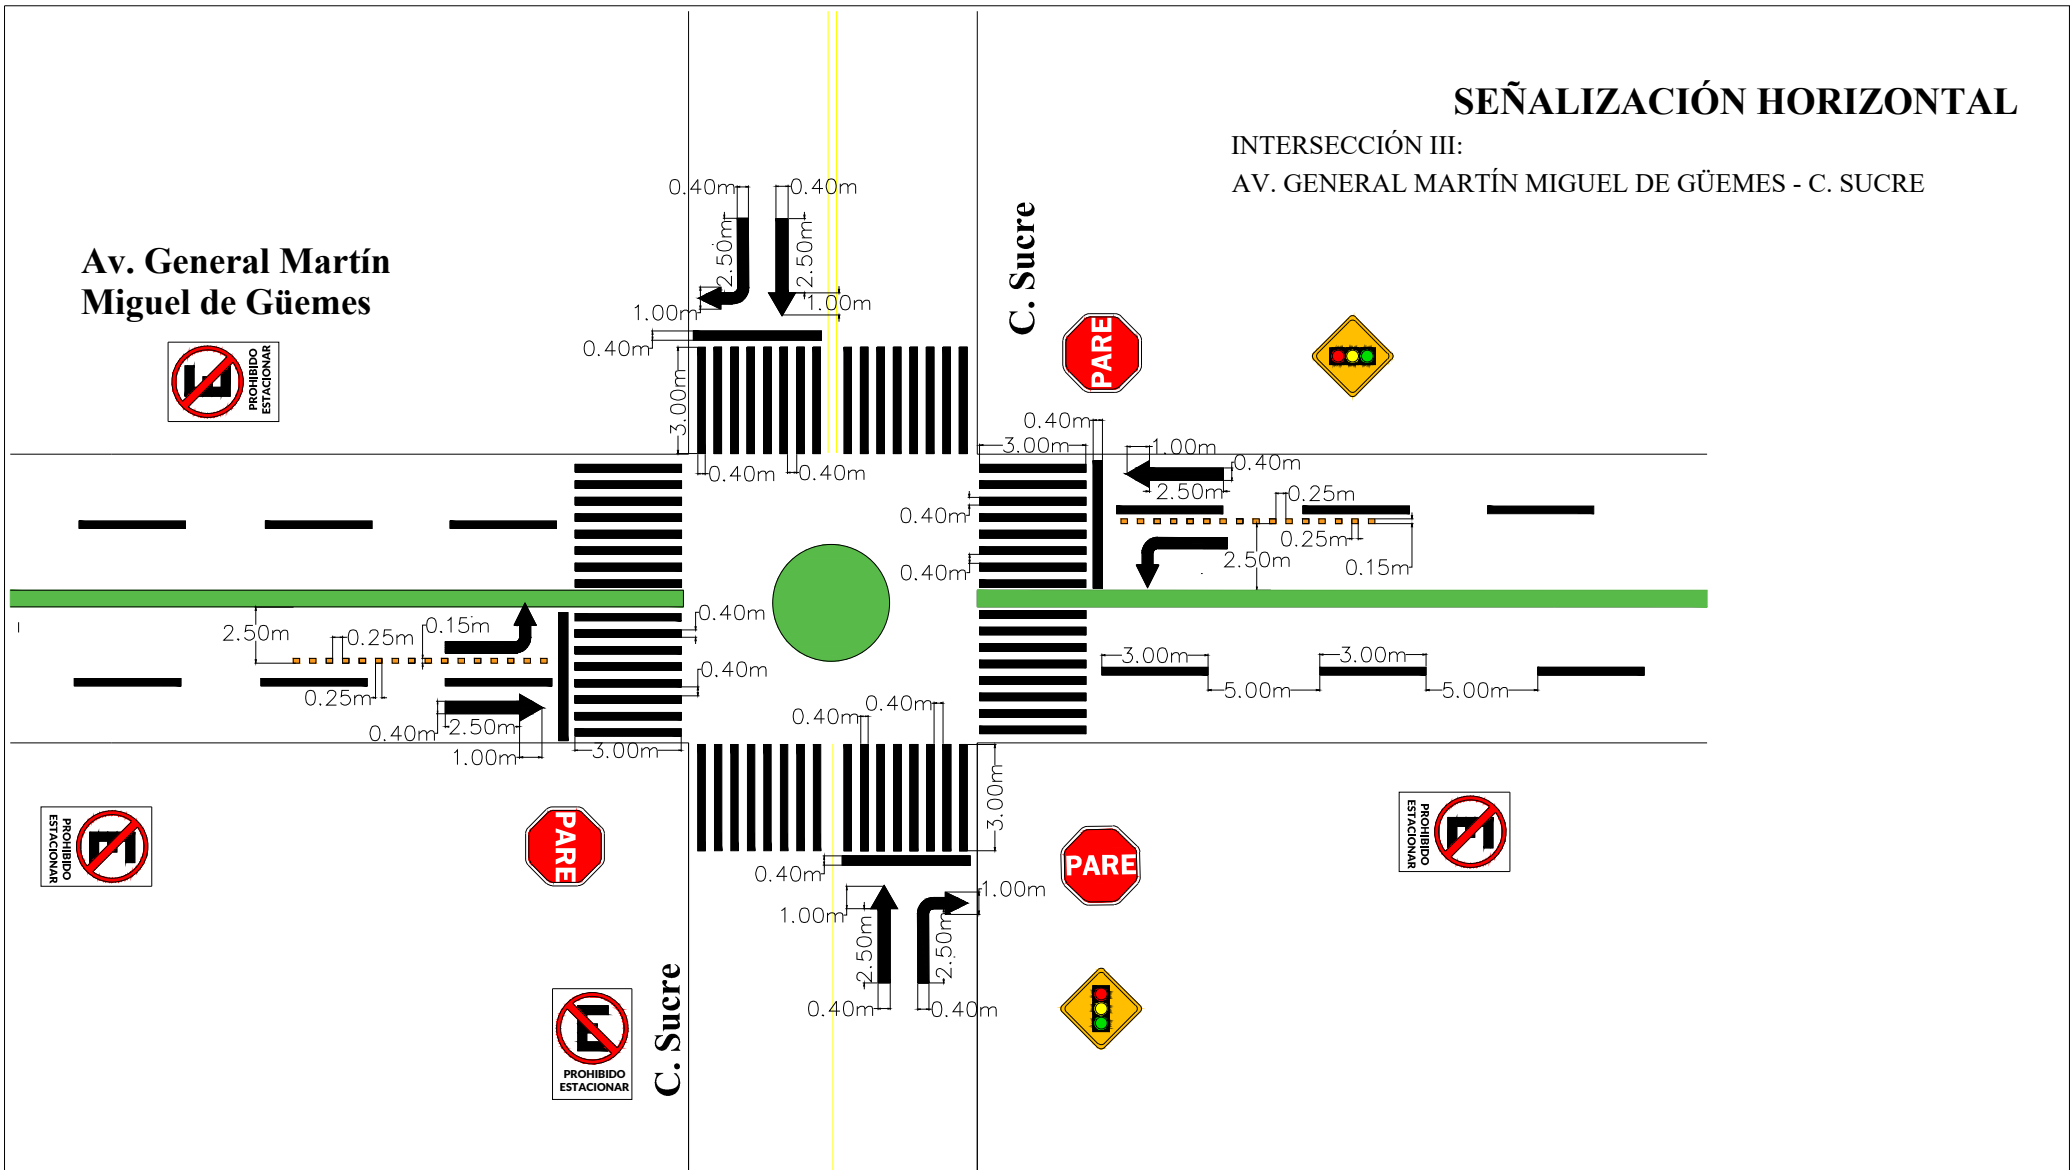 SEÑALIZACIÓN HORIZONTAL
INTERSECCIÓN III:
AV. GENERAL MARTÍN MIGUEL DE GÜEMES - C. SUCRE
Av. General Martín
Miguel de Güemes
C. Sucre
0.40m
0.40m
2.50m
2.50m
1.00m
1.00m
0.40m
3.00m
0.40m
0.40m
PROHIBIDO
ESTACIONAR
PARE
0.40m
3.00m
1.00m
0.40m
2.50m
0.25m
0.40m
0.25m
2.50m
0.15m
0.40m
0.40m
0.15m
2.50m
0.25m
0.40m
0.25m
0.40m
2.50m
1.00m
3.00m
3.00m
3.00m
5.00m
5.00m
0.40m
0.40m
3.00m
0.40m
1.00m
1.00m
2.50m
2.50m
0.40m
0.40m
PROHIBIDO
ESTACIONAR
PARE
PARE
PROHIBIDO
ESTACIONAR
C. Sucre
PROHIBIDO
ESTACIONAR